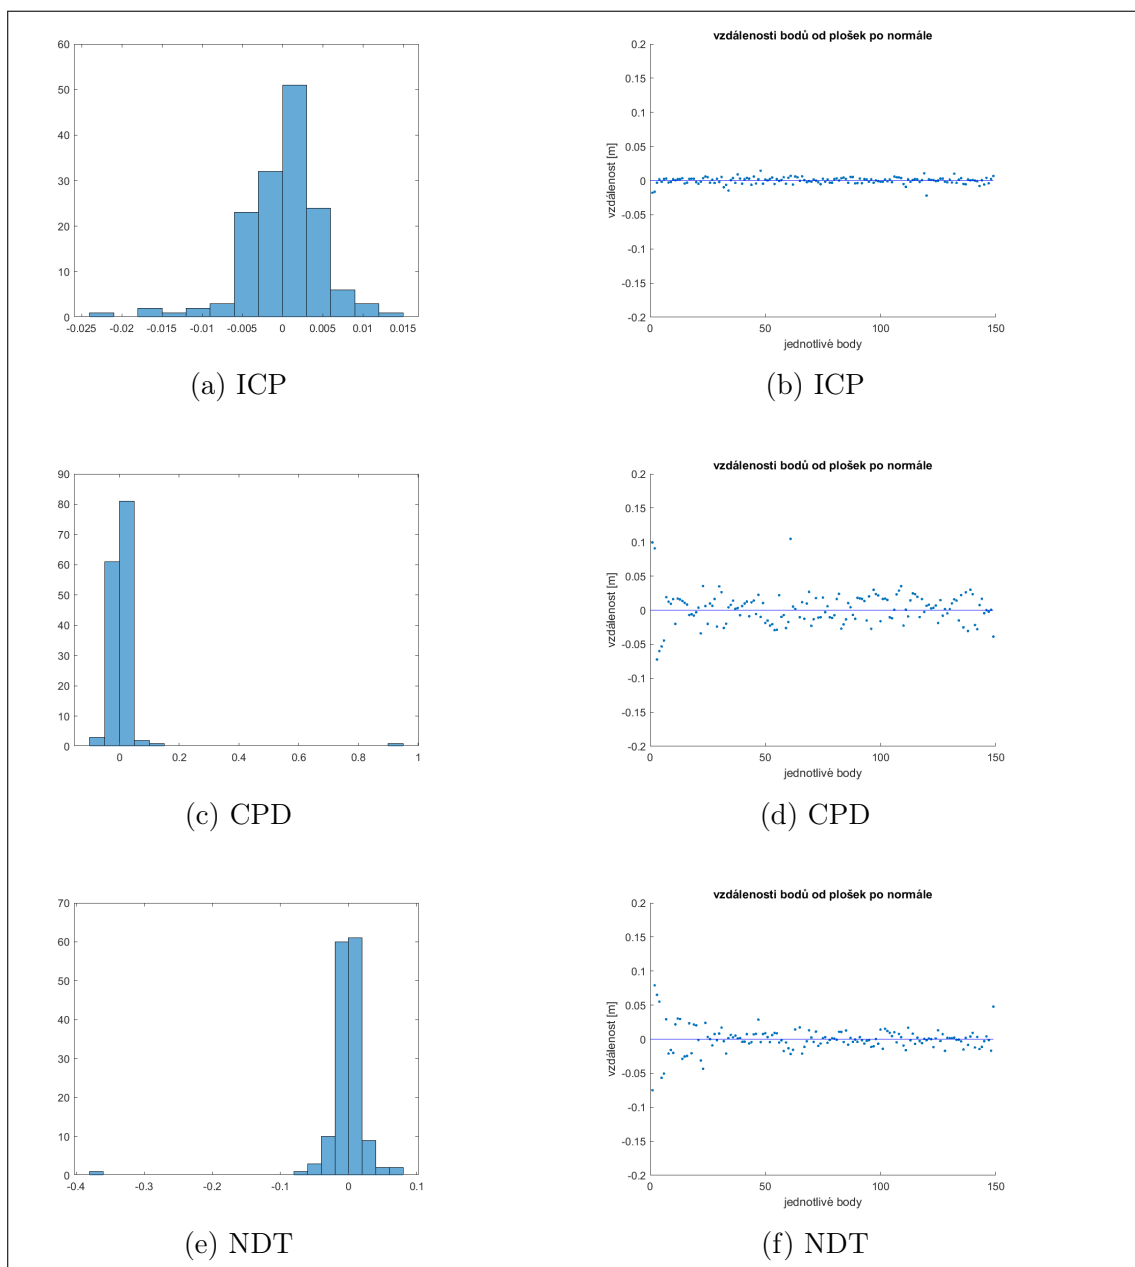 60
50
40
30
20
10
0
-0.025 -0.02 -0.015 -0.01 -0.005 0 0.005 0.01 0.015
(a) ICP
vzdálenosti bodů od plošek po normále
0.2
0.15
0.1
0.05
0
-0.05
-0.1
-0.15
-0.2
vzdálenost [m]
0 50 100 150
jednotlivé body
(b) ICP
90
80
70
60
50
40
30
20
10
0
0 0.2 0.4 0.6 0.8 1
(c) CPD
vzdálenosti bodů od plošek po normále
0.2
0.15
0.1
0.05
0
-0.05
-0.1
-0.15
-0.2
vzdálenost [m]
0 50 100 150
jednotlivé body
(d) CPD
70
60
50
40
30
20
10
0
-0.4 -0.3 -0.2 -0.1 0 0.1
(e) NDT
vzdálenosti bodů od plošek po normále
0.2
0.15
0.1
0.05
0
-0.05
-0.1
-0.15
-0.2
vzdálenost [m]
0 50 100 150
jednotlivé body
(f) NDT